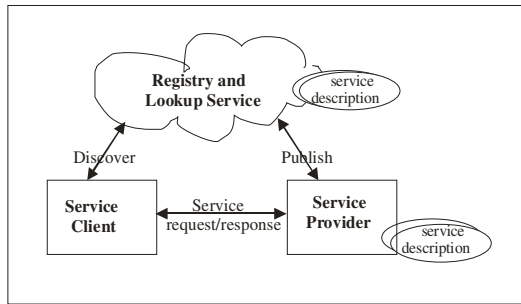 Registry and
Lookup Service
service
description
Discover
Publish
Service
Client
Service
request/response
Service
Provider
service
description